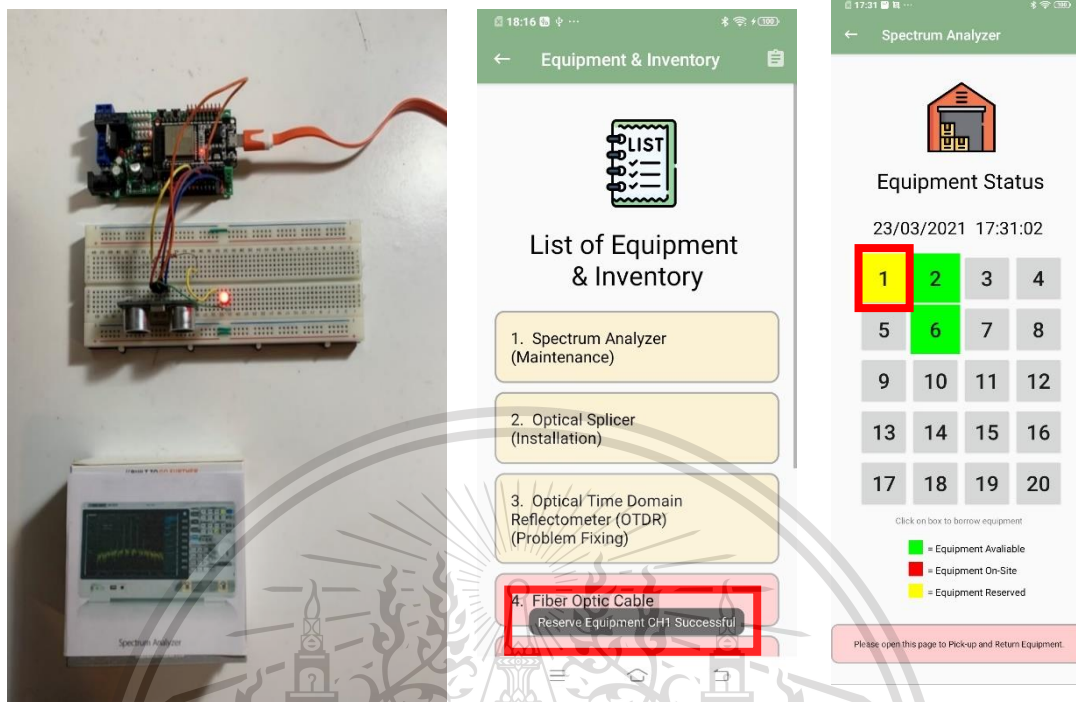 Spectrum Analyzer
18:16
100
Equipment & Inventory
LIST
List of Equipment
& Inventory
1. Spectrum Analyzer
(Maintenance)
2. Optical Splicer
(Installation)
3. Optical Time Domain
Reflectometer (OTDR)
(Problem Fixing)
4. Fiber Optic Cable
Reserve Equipment CH1 Successful
17:31
100
Spectrum Analyzer
Equipment Status
23/03/2021 17:31:02
1 2 3 4
5 6 7 8
9 10 11 12
13 14 15 16
17 18 19 20
Click on box to borrow equipment
= Equipment Avaliable
= Equipment On-Site
= Equipment Reserved
Please open this page to Pick-up and Return Equipment.